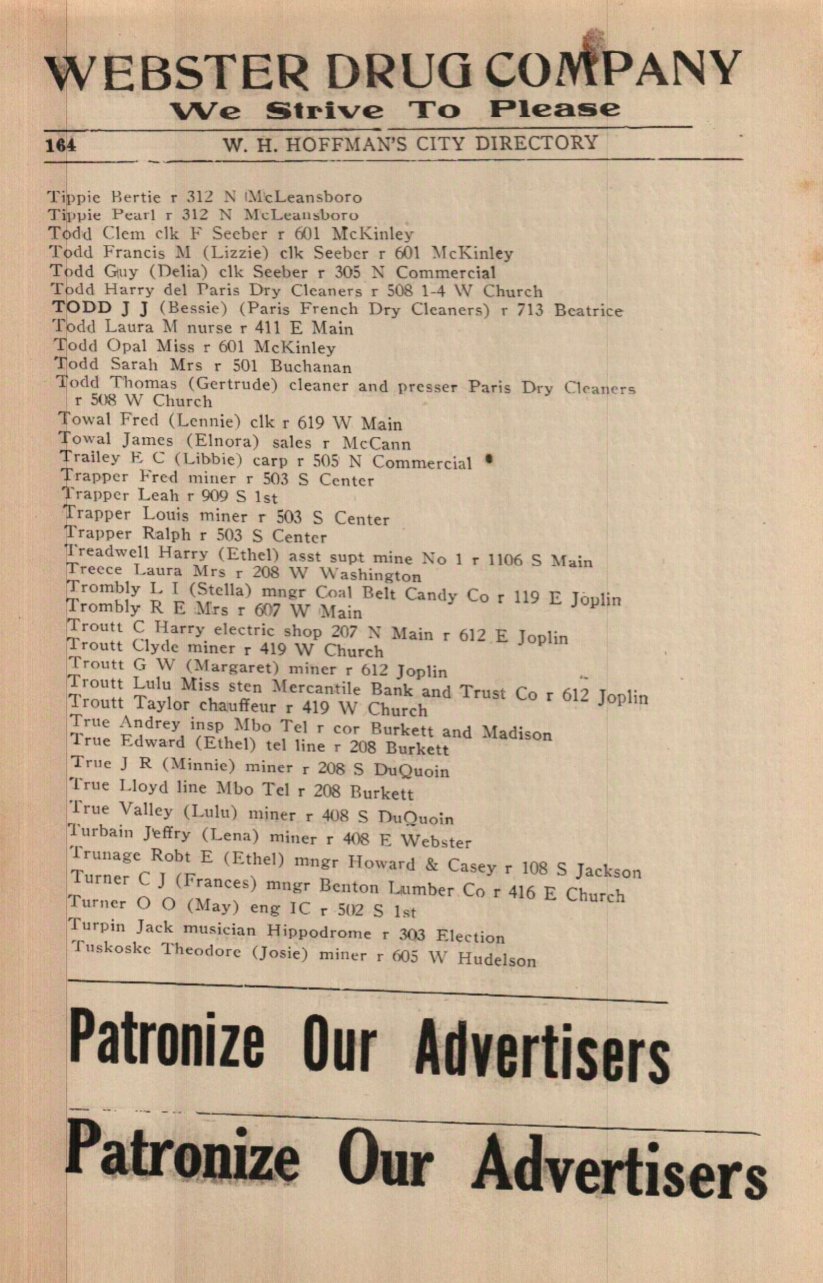 WEBSTER DRUG COMPANY
We Strive To Please
164 W. H. HOFFMAN'S CITY DIRECTORY
Tippie Bertie r 312 N McLeansboro
Tippie Pearl r 312 N McLeansboro
Todd Clem clk F Seeber r 601 McKinley
Todd Francis M (Lizzie) clk Seeber r 601 McKinley
Todd Guy (Delia) clk Seeber r 305 N Commercial
Todd Harry del Paris Dry Cleaners r 508 1-4 W Church
TODD J J (Bessie) (Paris French Dry Cleaners) r 713 Beatrice
Todd Laura M nurse r 411 E Main
Todd Opal Miss r 601 McKinley
Todd Sarah Mrs r 501 Buchanan
Todd Thomas (Gertrude) cleaner and presser Paris Dry Cleaners
r 508 W Church
Towal Fred (Lennie) clk r 619 W Main
Towal James (Elnora) sales r McCann
Trailey E C (Libbie) carp r 505 N Commercial
Trapper Fred miner r 503 S Center
Trapper Leah r 909 S 1st
Trapper Louis miner r 503 S Center
Trapper Ralph r 503 S Center
Treadwell Harry (Ethel) asst supt mine No 1 r 1106 S Main
Treece Laura Mrs r 208 W Washington
Trombly L I (Stella) mngr Coal Belt Candy Co r 119 E Joplin
Trombly R E Mrs r 607 W Main
Troutt C Harry electric shop 207 N Main r 612 E Joplin
Troutt Clyde miner r 419 W Church
Troutt G W (Margaret) miner r 612 Joplin
Troutt Lulu Miss sten Mercantile Bank and Trust Co r 612 Joplin
Troutt Taylor chauffeur r 419 W Church
True Andrey insp Mbo Tel r cor Burkett and Madison
True Edward (Ethel) tel line r 208 Burkett
True J R (Minnie) miner r 208 S DuQuoin
True Lloyd line Mbo Tel r 208 Burkett
True Valley (Lulu) miner r 408 S DuQuoin
Turbain Jeffry (Lena) miner r 408 E Webster
Trunage Robt E (Ethel) mngr Howard & Casey r 108 S Jackson
Turner C J (Frances) mngr Benton Lumber Co r 416 E Church
Turner O O (May) eng IC r 502 S 1st
Turpin Jack musician Hippodrome r 303 Election
Tuskoske Theodore (Josie) miner r 605 W Hudelson
Patronize Our Advertisers
Patronize Our Advertisers